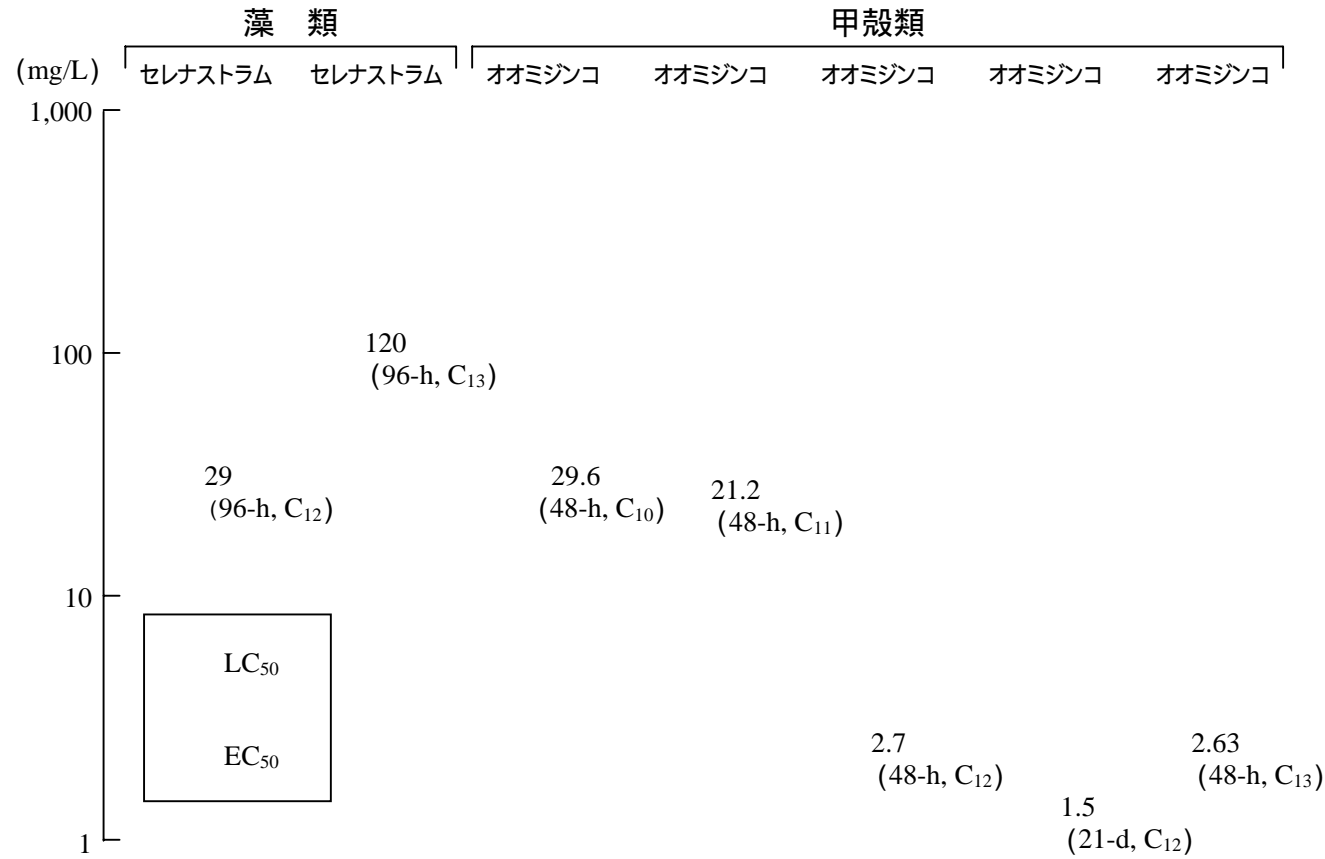 藻 類 甲殻類
(mg/L) セレナストラム セレナストラム オオミジンコ オオミジンコ オオミジンコ オオミジンコ オオミジンコ
1,000
120
100
(96-h, C₁₃)
29 29.6
21.2
(96-h, C₁₂) (48-h, C₁₀)
(48-h, C₁₁)
10
LC₅₀
2.7 2.63
EC₅₀
(48-h, C₁₂) (48-h, C₁₃)
1.5
1 (21-d, C₁₂)